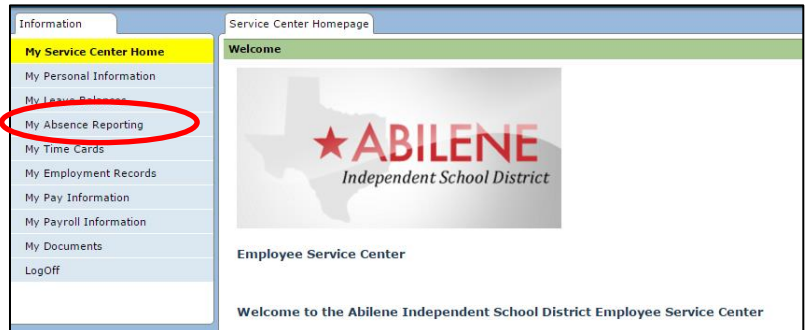 Information
Service Center Homepage
My Service Center Home
My Personal Information
My Leave Balances
My Absence Reporting
My Time Cards
My Employment Records
My Pay Information
My Payroll Information
My Documents
LogOff
Welcome
ABILENE
Independent School District
Employee Service Center
Welcome to the Abilene Independent School District Employee Service Center